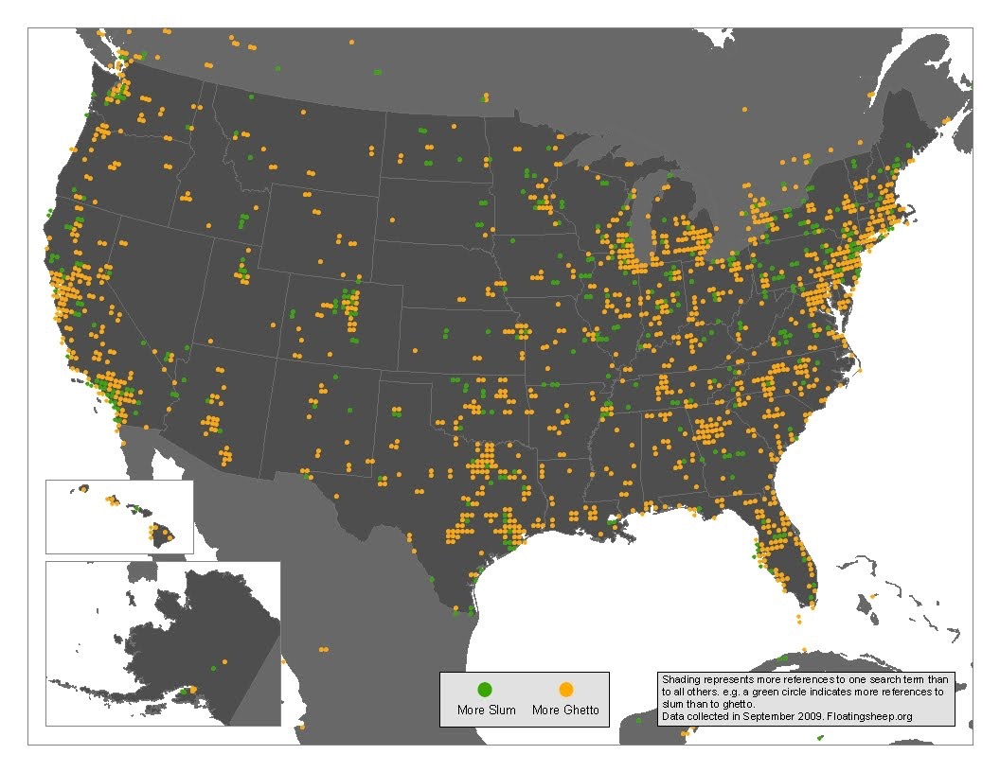 More Slum
More Ghetto
Shading represents more references to one search term than
to all others. e.g. a green circle indicates more references to
slum than to ghetto.
Data collected in September 2009. Floatingsheep.org